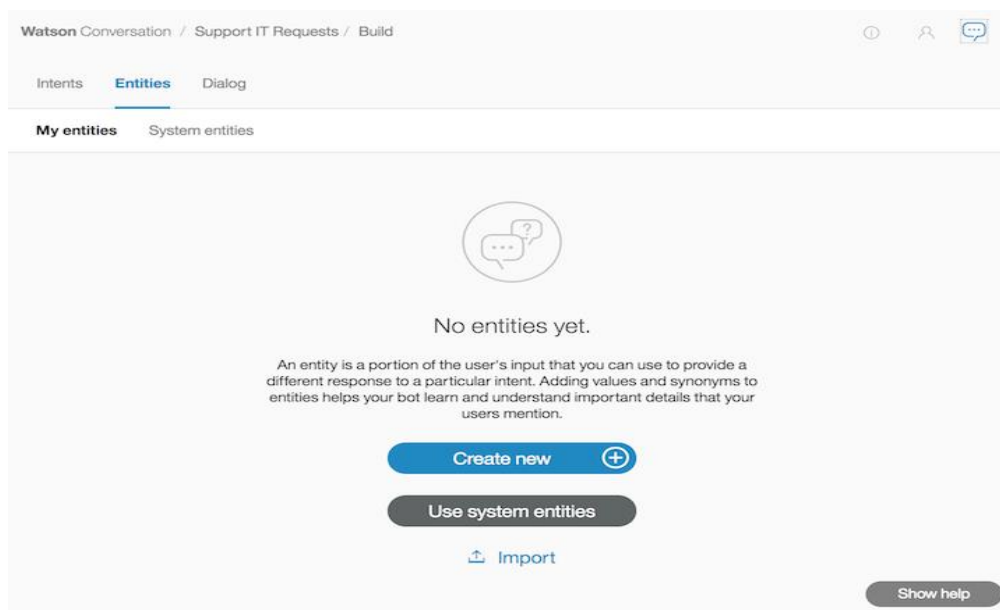 Watson Conversation / Support IT Requests / Build
Intents Entities Dialog
My entities System entities
?
No entities yet.
An entity is a portion of the user's input that you can use to provide a
different response to a particular intent. Adding values and synonyms to
entities helps your bot learn and understand important details that your
users mention.
Create new
Use system entities
Import
Show help